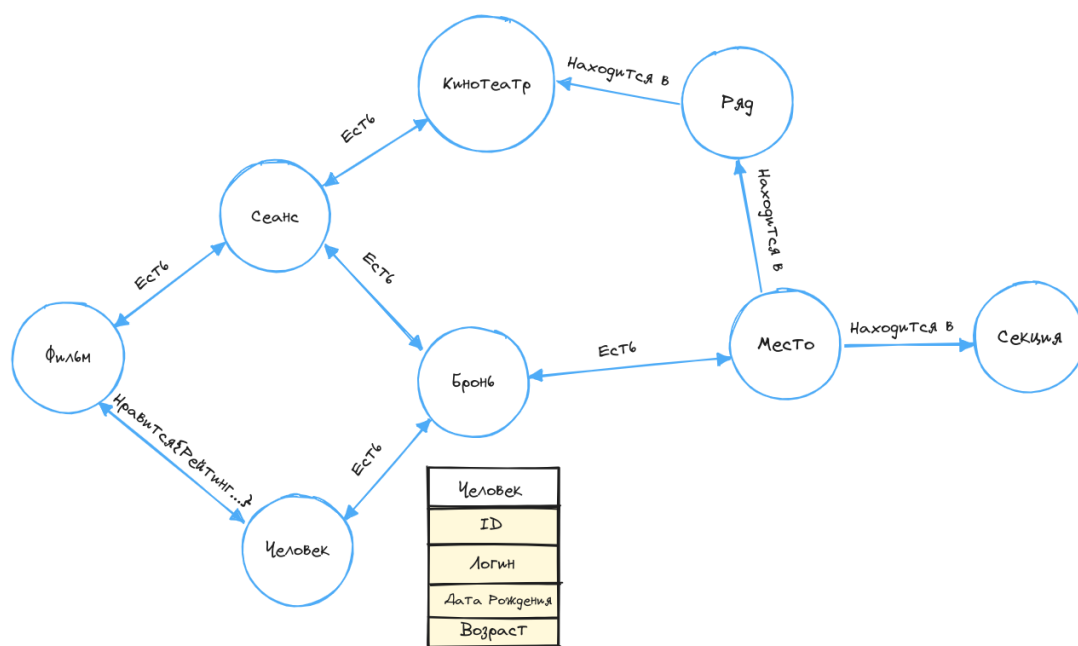 Кинотеатр
Находится в
Ряд
Есть
Сеанс
Находится в
Есть
Есть
Фильм
Бронь
Есть
Место
Находится в
Секция
Нравится{Рейтинг...}
Есть
Человек
Человек
ID
Логин
Дата Рождения
Возраст